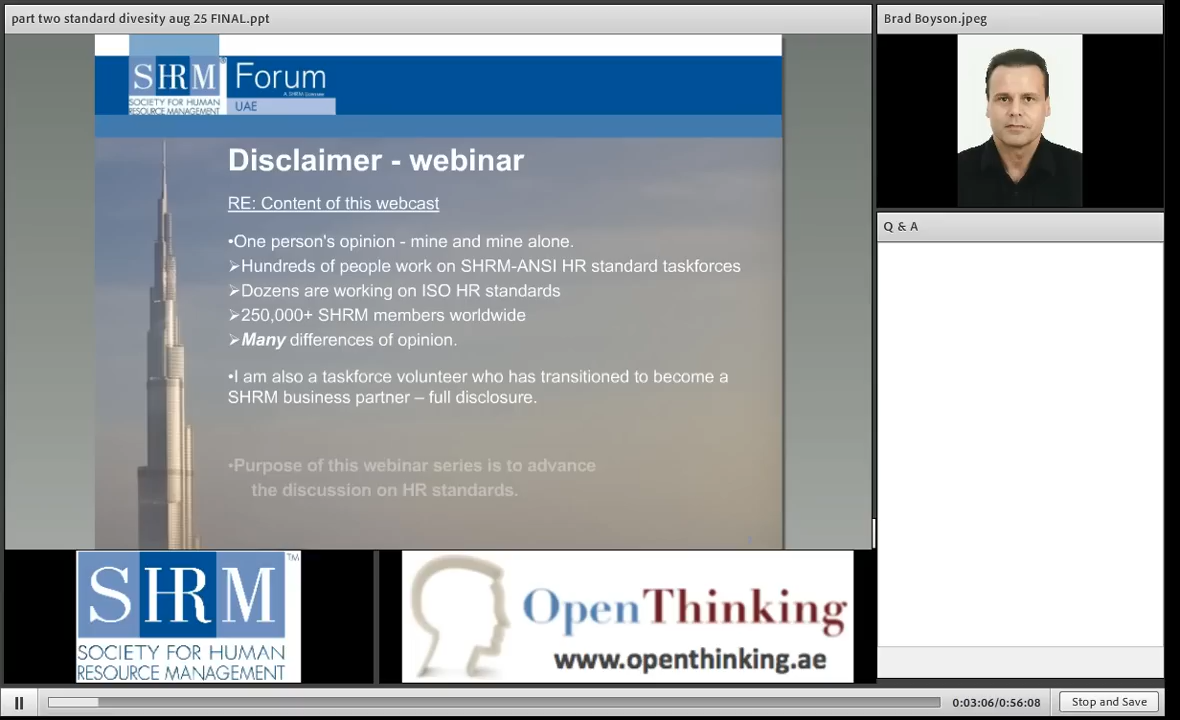 part two standard divesity aug 25 FINAL.ppt
Brad Boyson.jpeg
SHRM
Forum
A SHRM
SOCIETY FOR HUMAN
RESOURCE MANAGEMENT
UAE
Disclaimer - webinar
RE: Content of this webcast
•One person's opinion - mine and mine alone.
➢Hundreds of people work on SHRM-ANSI HR standard taskforces
➢Dozens are working on ISO HR standards
➢250,000+ SHRM members worldwide
➢Many differences of opinion.
•I am also a taskforce volunteer who has transitioned to become a
SHRM business partner – full disclosure.
•Purpose of this webinar series is to advance
the discussion on HR standards.
Q & A
SHRM™
SOCIETY FOR HUMAN
RESOURCE MANAGEMENT
OpenThinking
www.openthinking.ae
0:03:06/0:56:08
Stop and Save